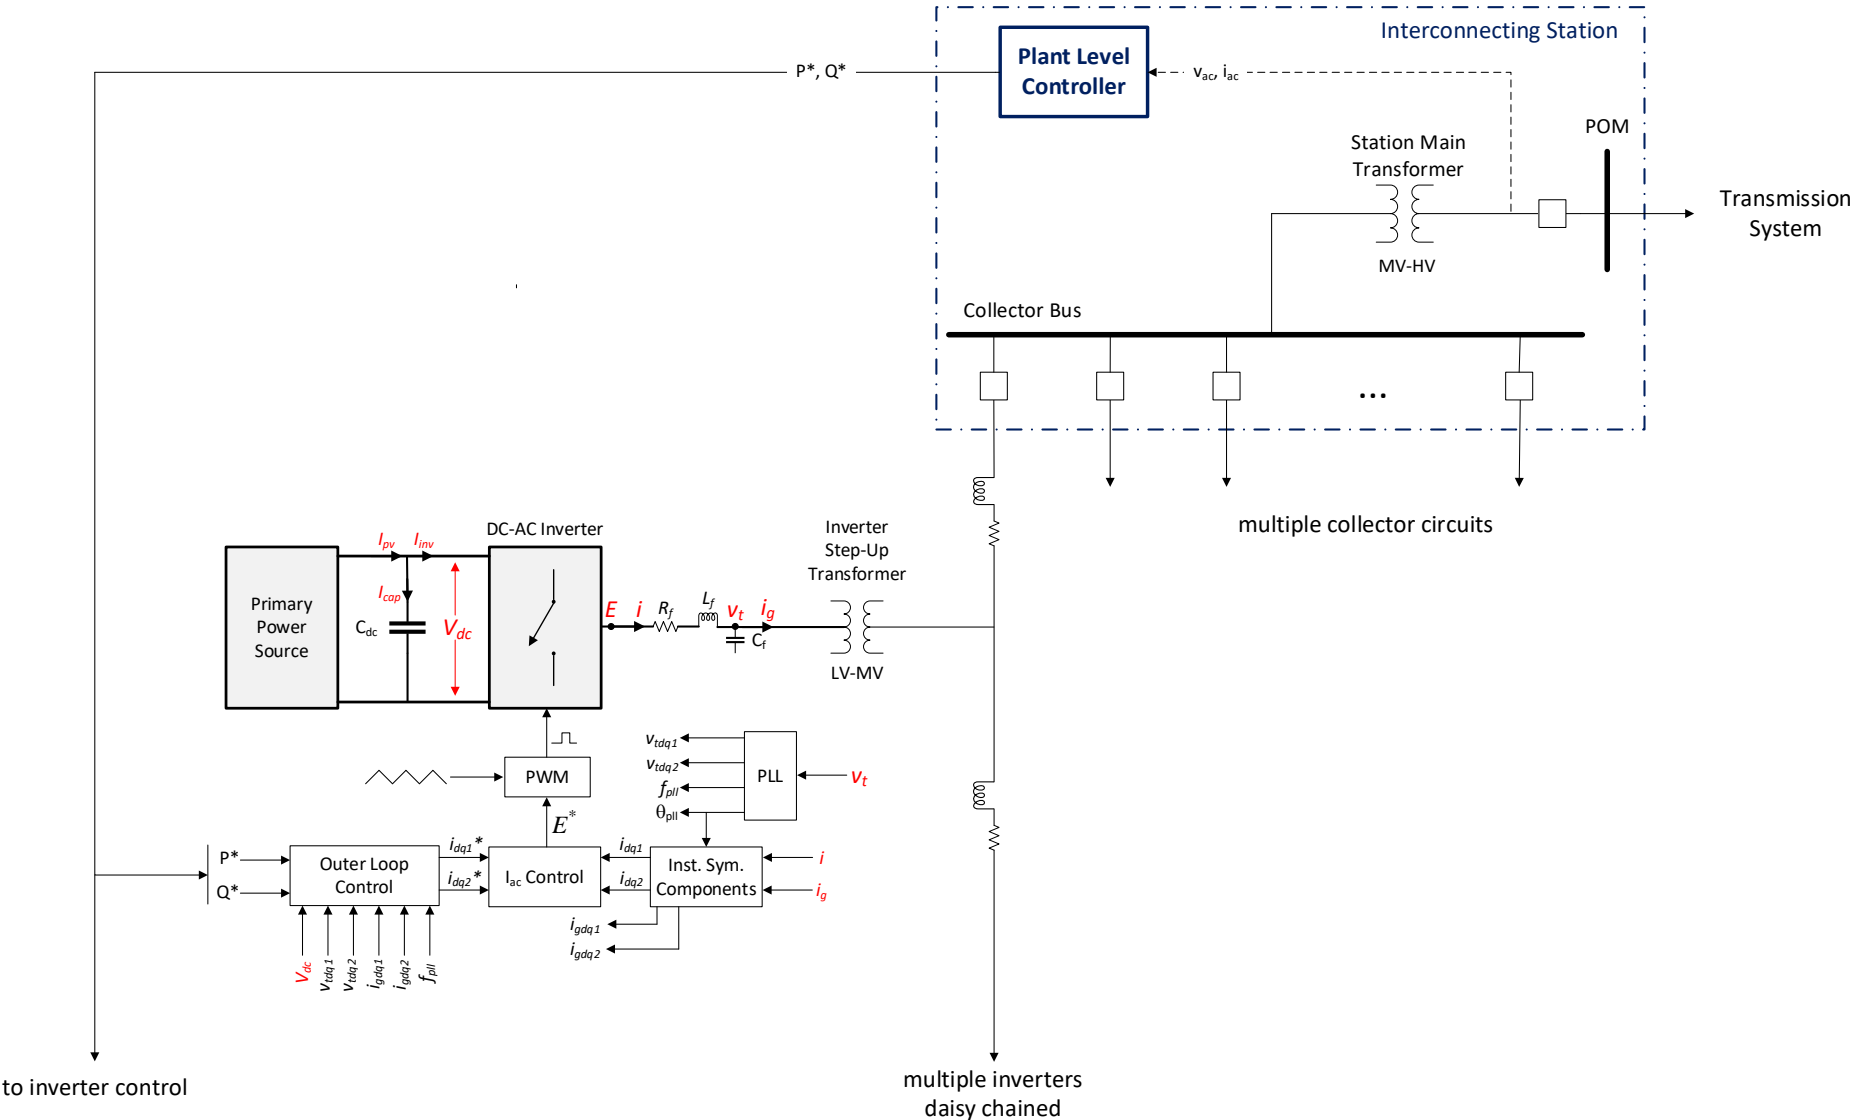 Interconnecting Station
Plant Level
Controller
P*, Q*
vac, iac
POM
Station Main
Transformer
Transmission
System
MV-HV
Collector Bus
...
multiple collector circuits
DC-AC Inverter
Inverter
Step-Up
Transformer
Ipv
Iinv
Icap
Cdc
Vdc
Primary
Power
Source
E
i
Rf
Lf
vt
ig
Cf
LV-MV
PWM
vtdq1
vtdq2
fpll
θpll
PLL
vt
E*
P*
Q*
Outer Loop
Control
idq1*
idq2*
Iac Control
idq1
idq2
Inst. Sym.
Components
i
ig
igdq1
igdq2
Vdc
vtdq1
vtdq2
igdq1
igdq2
fpll
to inverter control
multiple inverters
daisy chained